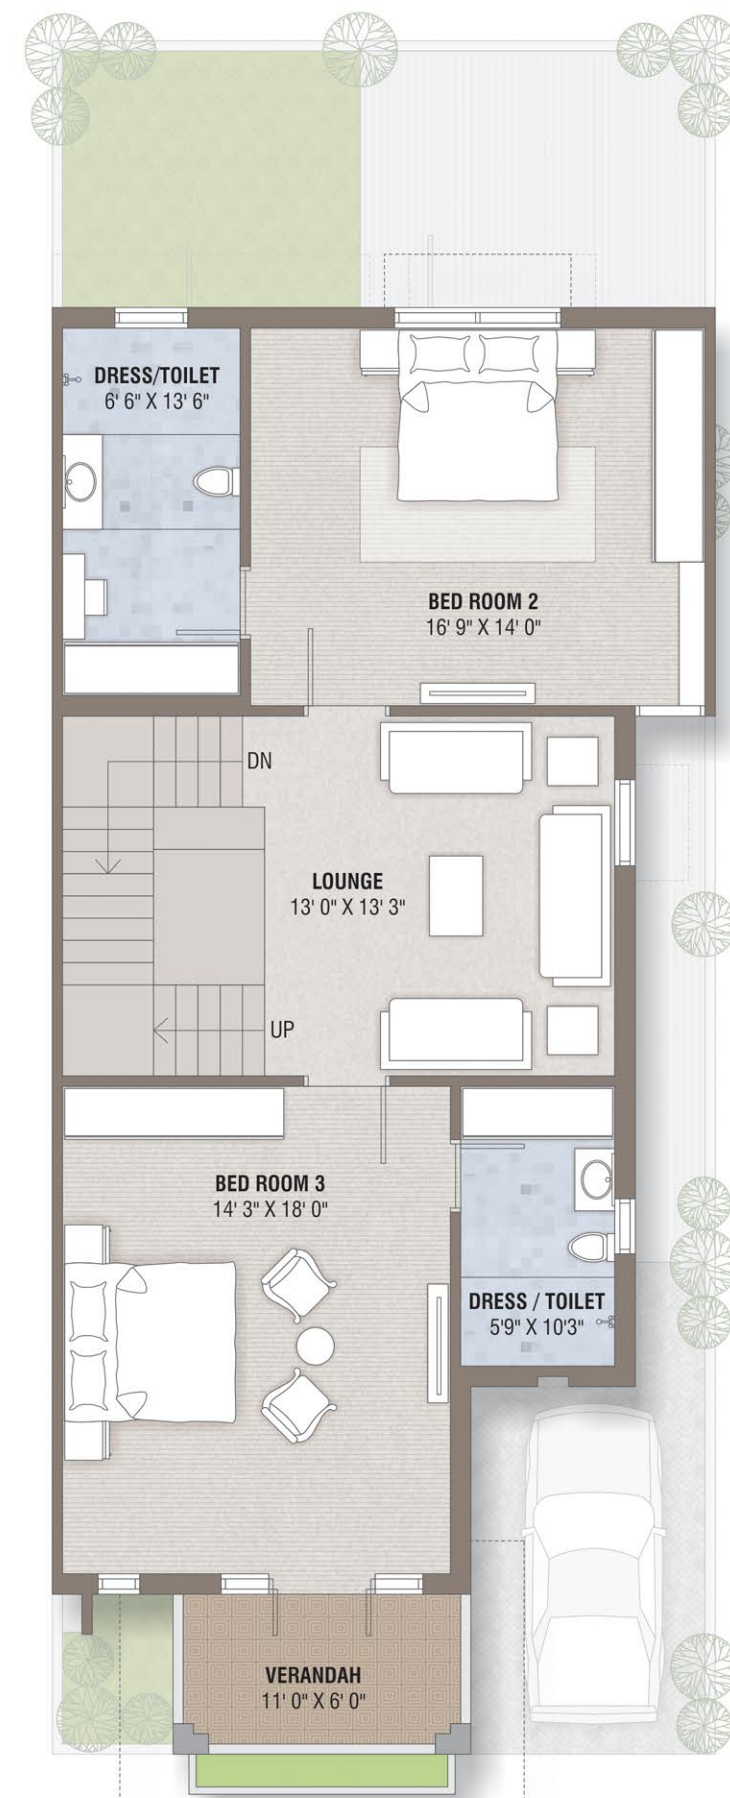 DRESS/TOILET
6' 6" X 13' 6"
BED ROOM 2
16' 9" X 14' 0"
DN
LOUNGE
13' 0" X 13' 3"
UP
BED ROOM 3
14' 3" X 18' 0"
DRESS / TOILET
5'9" X 10'3"
VERANDAH
11' 0" X 6' 0"